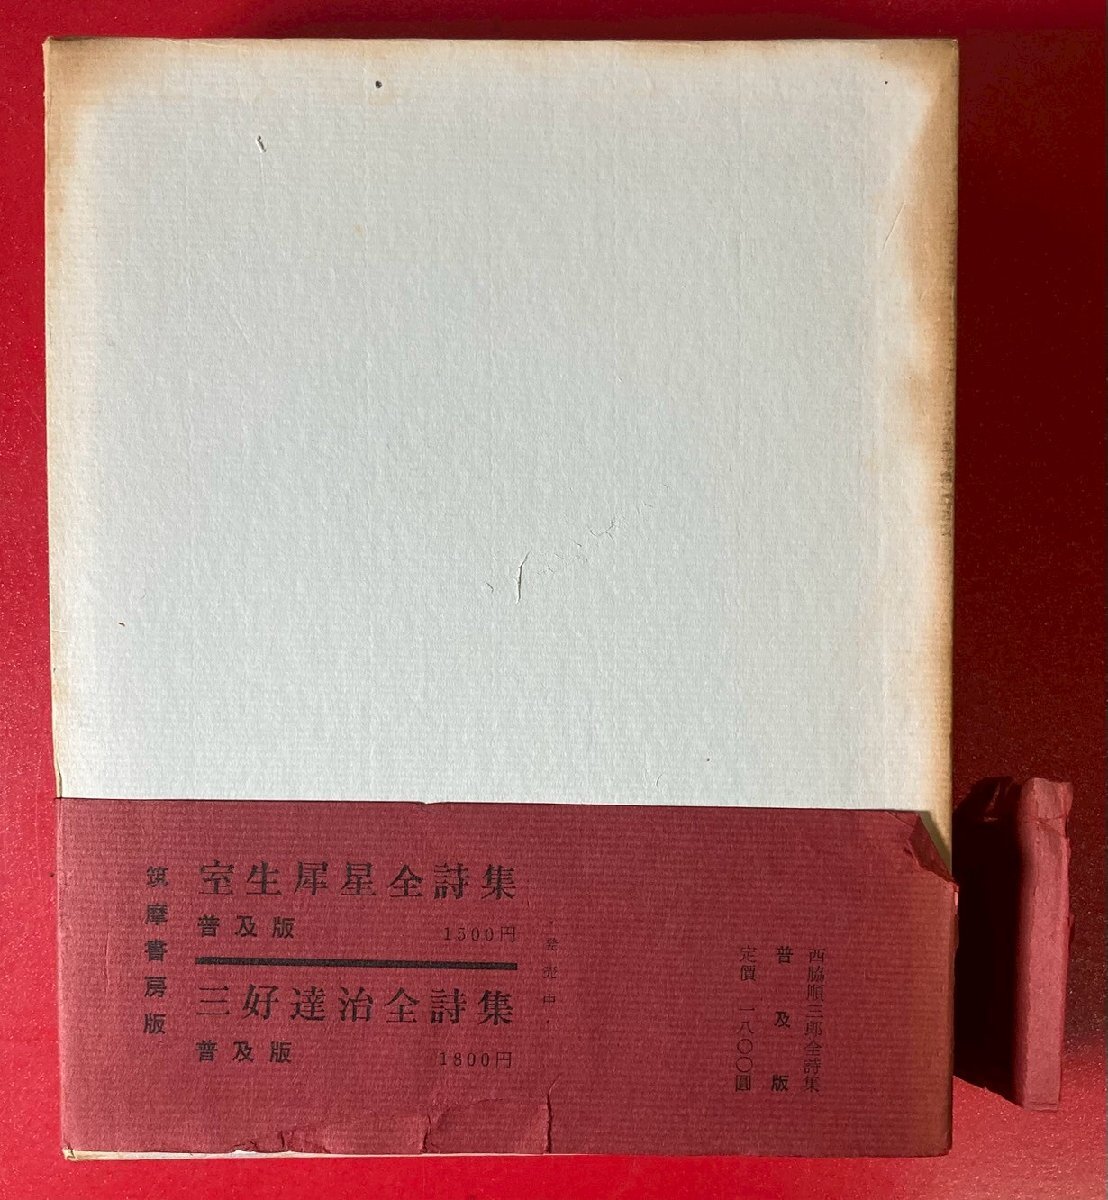 西脇順三郎全詩集
普及版
定價 一八〇〇圓
・発売中・
室生犀星全詩集
普及版 1500円
三好達治全詩集
普及版 1800円
筑摩書房版